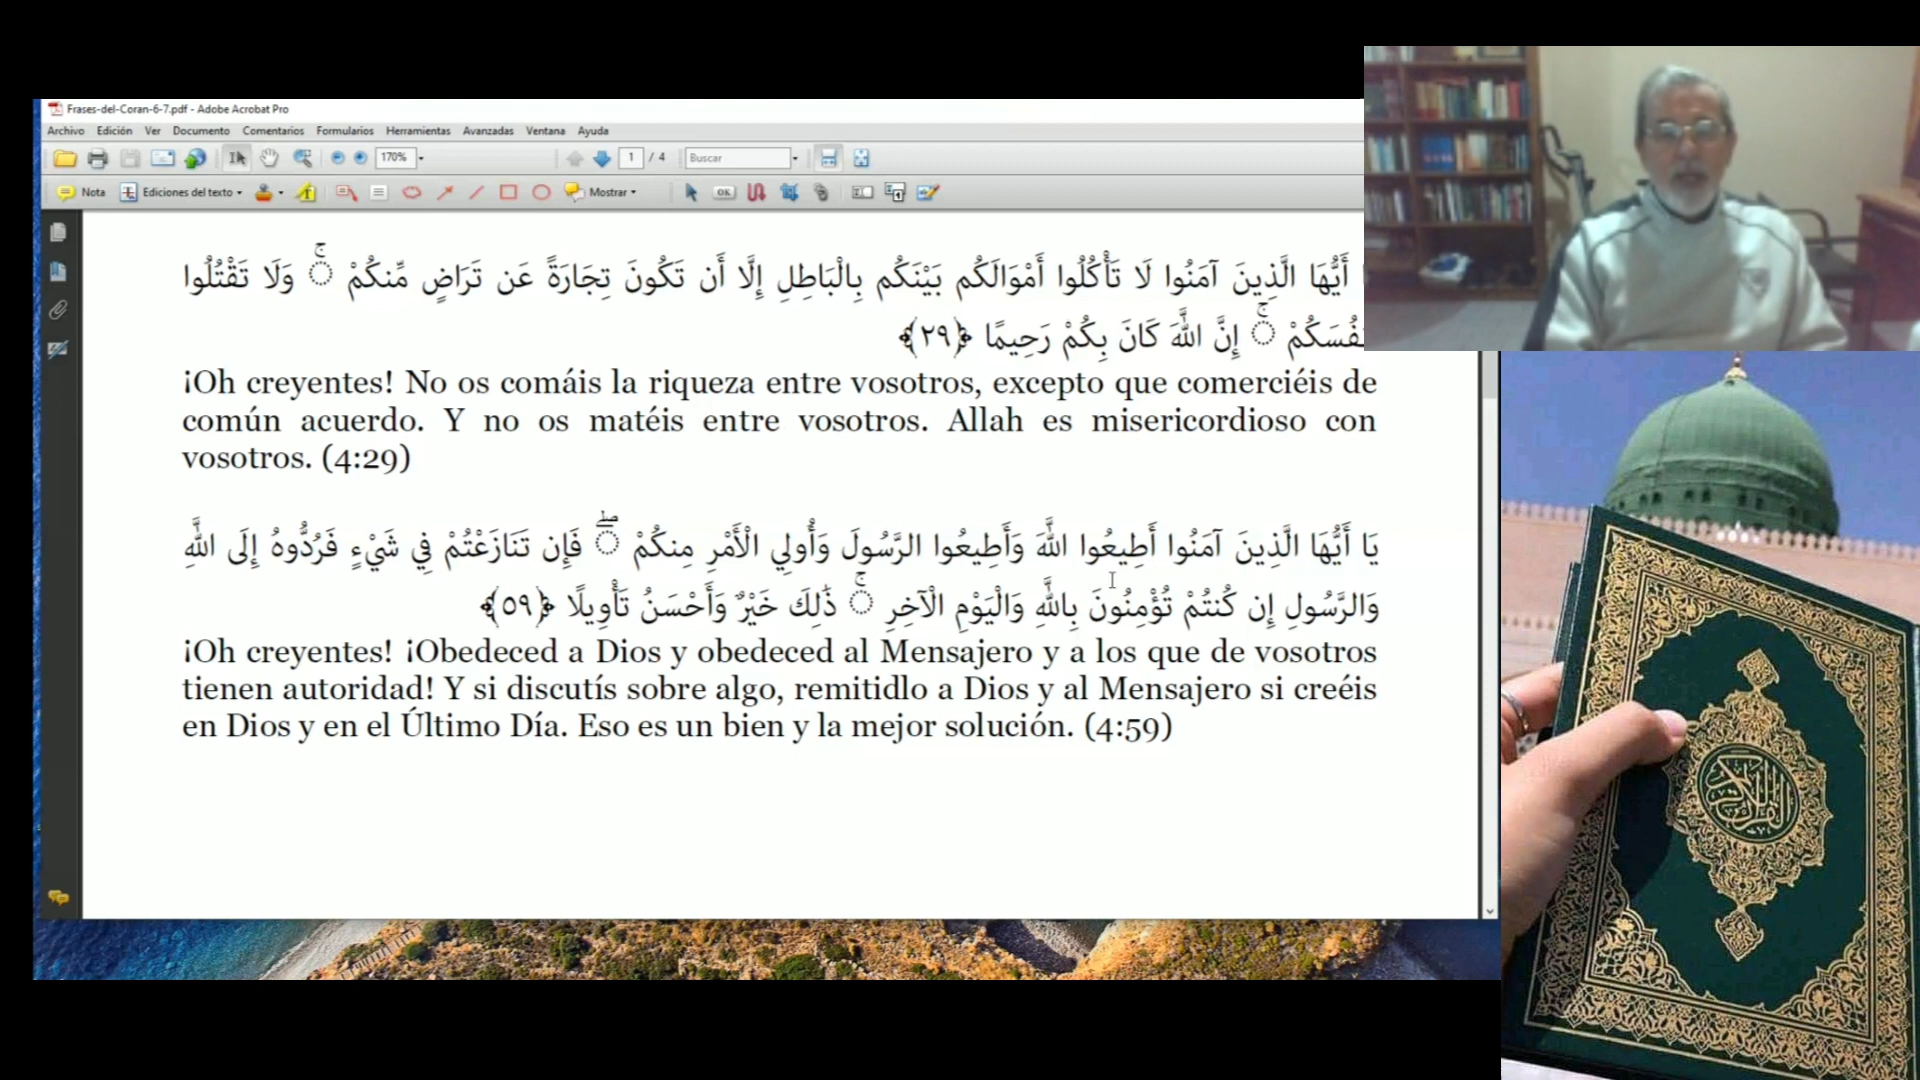 Frases-del-Coran-6-7.pdf - Adobe Acrobat Pro
Archivo Edición Ver Documento Comentarios Formularios Herramientas Avanzadas Ventana Ayuda
170% 1 / 4 Buscar
Nota Ediciones del texto OK Mostrar
أَيُّهَا الَّذِينَ آمَنُوا لَا تَأْكُلُوا أَمْوَالَكُم بَيْنَكُم بِالْبَاطِلِ إِلَّا أَن تَكُونَ تِجَارَةً عَن تَرَاضٍ مِّنكُمْ ۚ وَلَا تَقْتُلُوا
نفُسَكُمْ ۚ إِنَّ اللَّهَ كَانَ بِكُمْ رَحِيمًا ﴿٢٩﴾
¡Oh creyentes! No os comáis la riqueza entre vosotros, excepto que comerciéis de
común acuerdo. Y no os matéis entre vosotros. Allah es misericordioso con
vosotros. (4:29)
يَا أَيُّهَا الَّذِينَ آمَنُوا أَطِيعُوا اللَّهَ وَأَطِيعُوا الرَّسُولَ وَأُولِي الْأَمْرِ مِنكُمْ ۖ فَإِن تَنَازَعْتُمْ فِي شَيْءٍ فَرُدُّوهُ إِلَى اللَّهِ
وَالرَّسُولِ إِن كُنتُمْ تُؤْمِنُونَ بِاللَّهِ وَالْيَوْمِ الْآخِرِ ۚ ذَٰلِكَ خَيْرٌ وَأَحْسَنُ تَأْوِيلًا ﴿٥٩﴾
¡Oh creyentes! ¡Obedeced a Dios y obedeced al Mensajero y a los que de vosotros
tienen autoridad! Y si discutís sobre algo, remitidlo a Dios y al Mensajero si creéis
en Dios y en el Último Día. Eso es un bien y la mejor solución. (4:59)
القرآن الكريم